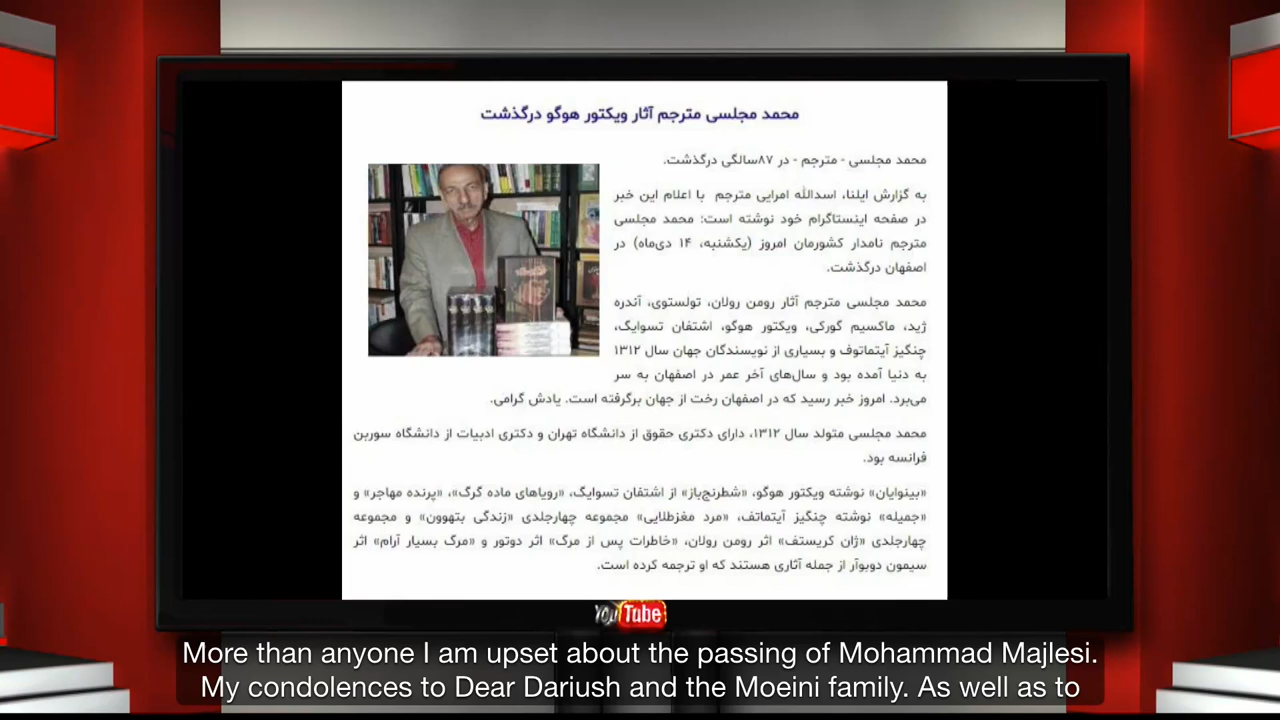 محمد مجلسی مترجم آثار ویکتور هوگو درگذشت
محمد مجلسی - مترجم - در ۸۷سالگی درگذشت.
به گزارش ایلنا، اسدالله امرایی مترجم با اعلام این خبر
در صفحه اینستاگرام خود نوشته است: محمد مجلسی
مترجم نامدار کشورمان امروز (یکشنبه، ۱۴ دی‌ماه) در
اصفهان درگذشت.
محمد مجلسی مترجم آثار رومن رولان، تولستوی، آندره
ژید، ماکسیم گورکی، ویکتور هوگو، اشتفان تسوایگ،
چنگیز آیتماتوف و بسیاری از نویسندگان جهان سال ۱۳۱۲
به دنیا آمده بود و سال‌های آخر عمر در اصفهان به سر
می‌برد. امروز خبر رسید که در اصفهان رخت از جهان برگرفته است. یادش گرامی.
محمد مجلسی متولد سال ۱۳۱۲، دارای دکتری حقوق از دانشگاه تهران و دکتری ادبیات از دانشگاه سوربن
فرانسه بود.
«بینوایان» نوشته ویکتور هوگو، «شطرنج‌باز» از اشتفان تسوایگ، «رویاهای ماده گرگ»، «پرنده مهاجر» و
«جمیله» نوشته چنگیز آیتماتف، «مرد مغزطلایی» مجموعه چهارجلدی «زندگی بتهوون» و مجموعه
چهارجلدی «ژان کریستف» اثر رومن رولان، «خاطرات پس از مرگ» اثر دوتور و «مرگ بسیار آرام» اثر
سیمون دوبوآر از جمله آثاری هستند که او ترجمه کرده است.
YouTube
More than anyone I am upset about the passing of Mohammad Majlesi.
My condolences to Dear Dariush and the Moeini family. As well as to